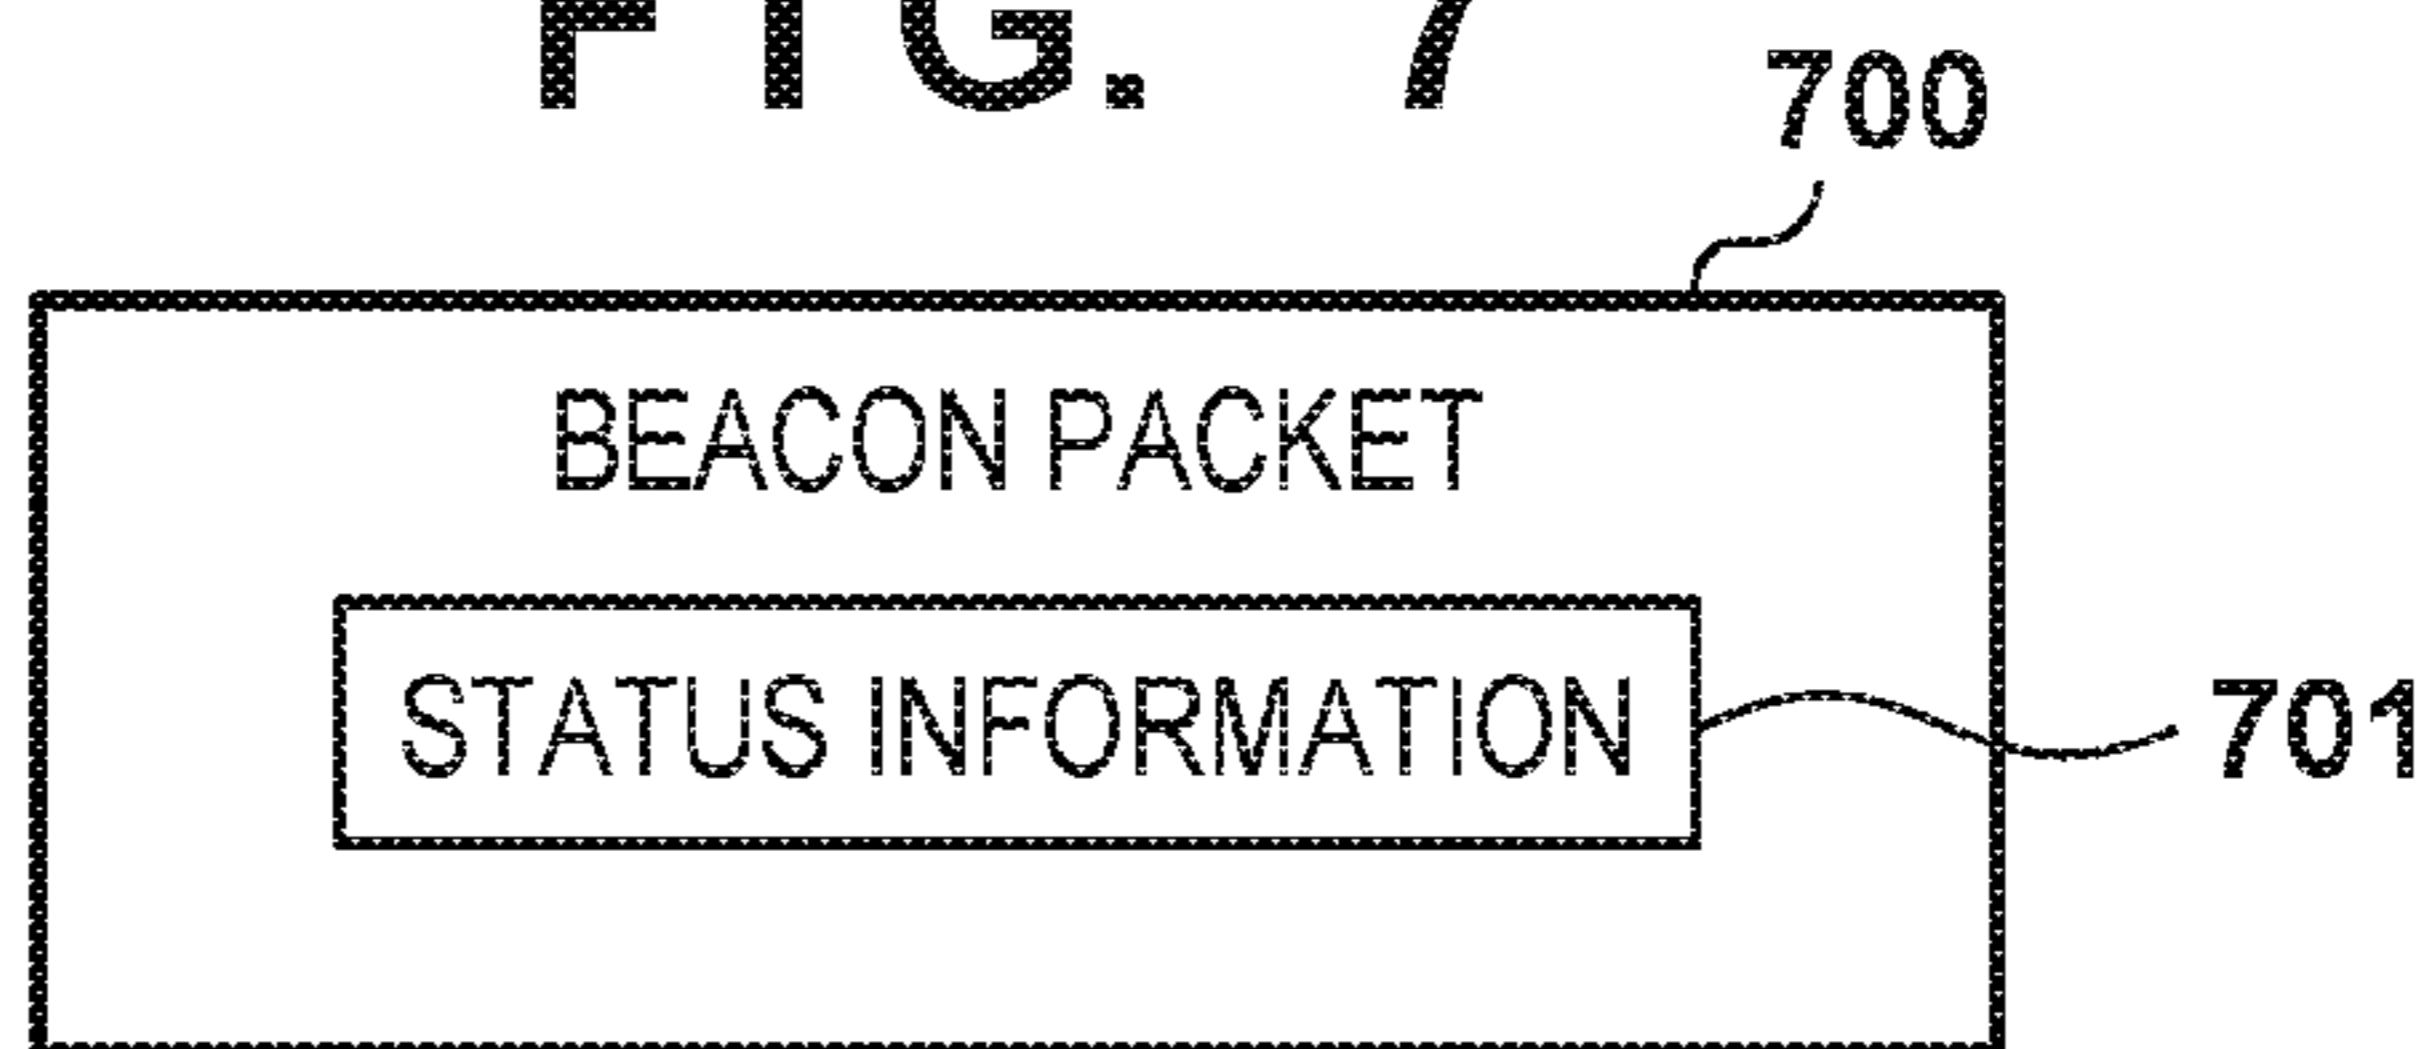 FIG. 7
700
BEACON PACKET
STATUS INFORMATION
701